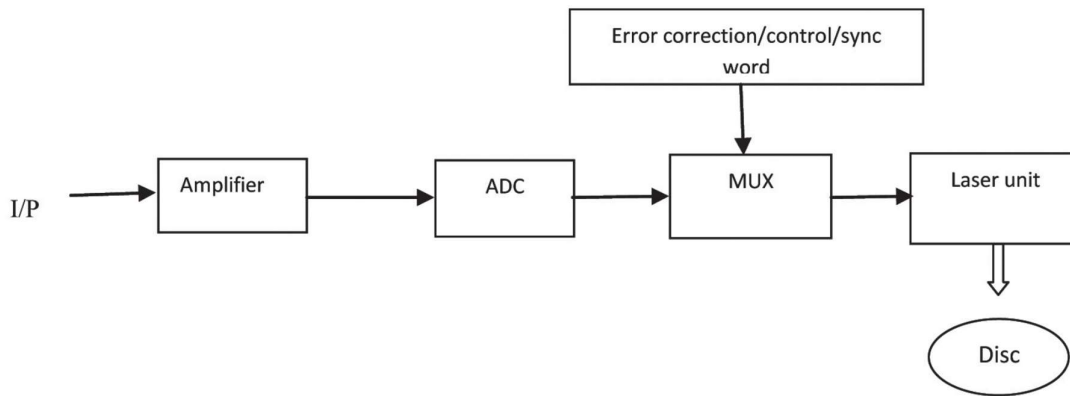 Error correction/control/sync
word
I/P
Amplifier
ADC
MUX
Laser unit
Disc